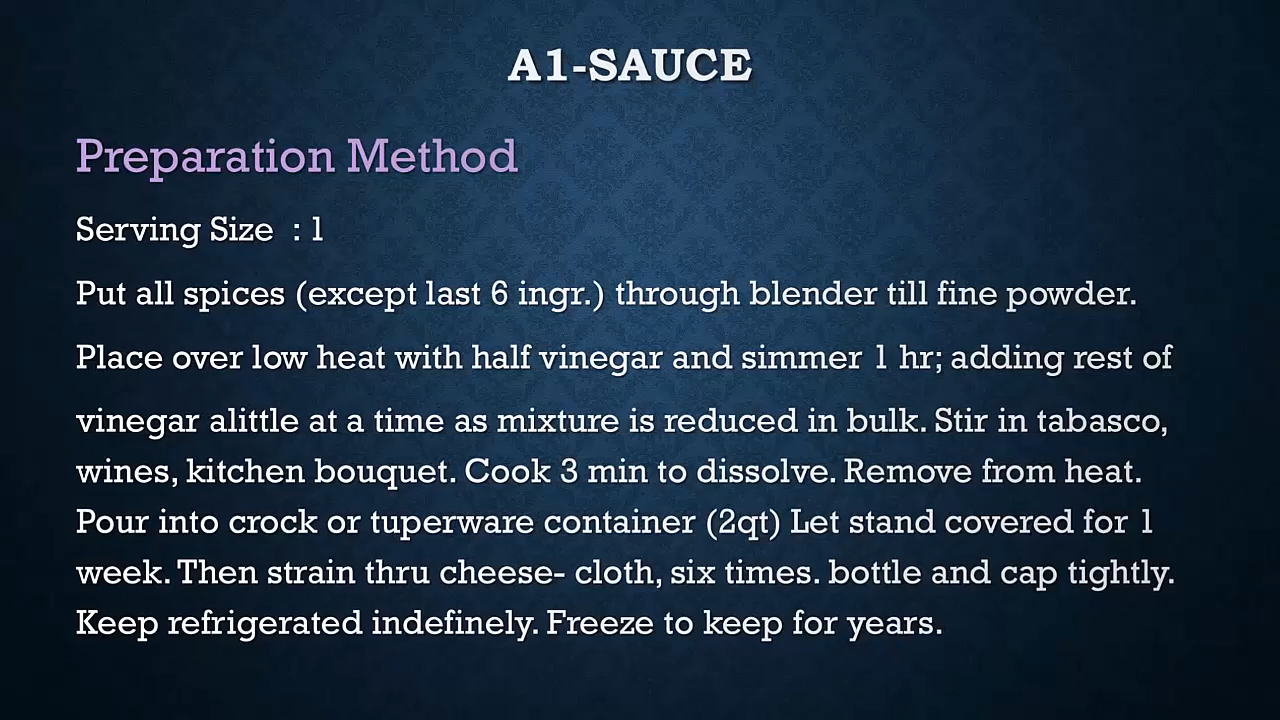 A1-SAUCE
Preparation Method
Serving Size : 1
Put all spices (except last 6 ingr.) through blender till fine powder.
Place over low heat with half vinegar and simmer 1 hr; adding rest of
vinegar alittle at a time as mixture is reduced in bulk. Stir in tabasco,
wines, kitchen bouquet. Cook 3 min to dissolve. Remove from heat.
Pour into crock or tuperware container (2qt) Let stand covered for 1
week. Then strain thru cheese- cloth, six times. bottle and cap tightly.
Keep refrigerated indefinely. Freeze to keep for years.